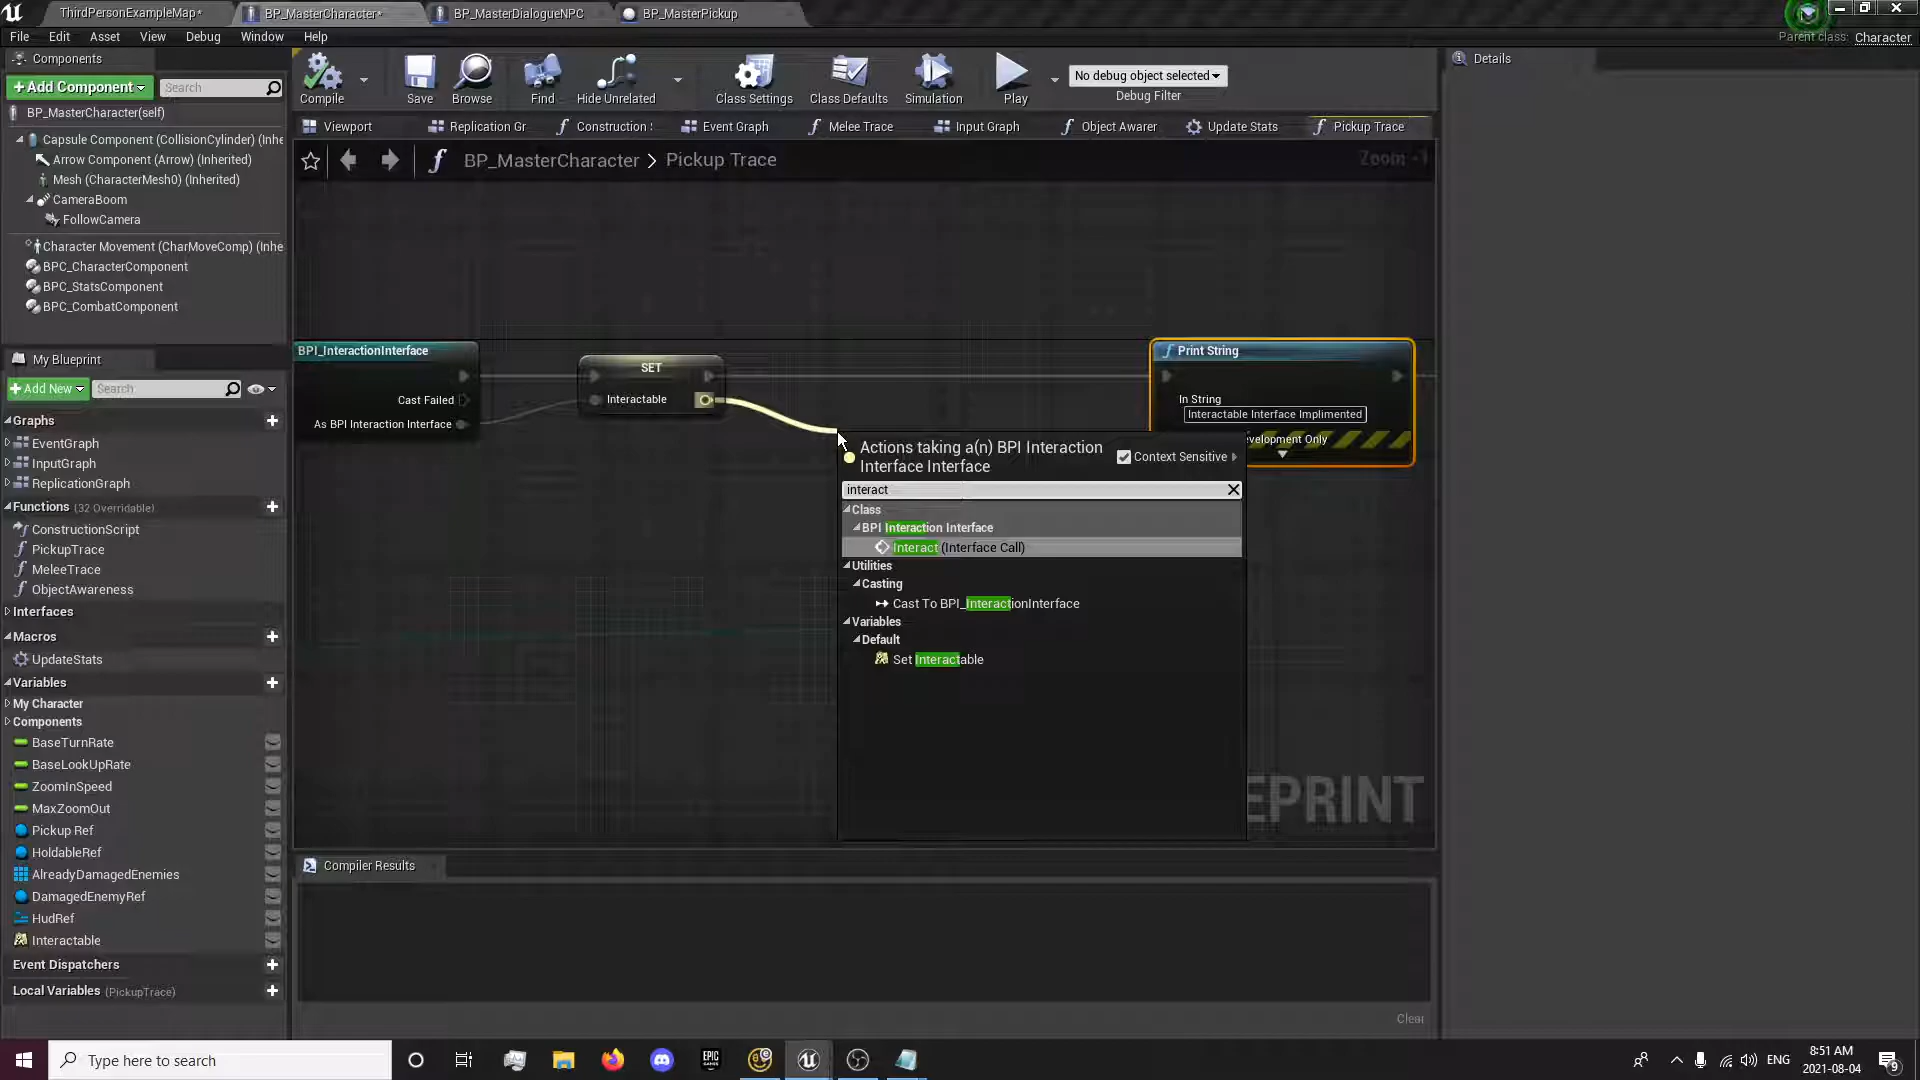 ThirdPersonExampleMap*
BP_MasterCharacter*
BP_MasterDialogueNPC
BP_MasterPickup
File Edit Asset View Debug Window Help
Parent class: Character
Components
+ Add Component
Search
BP_MasterCharacter(self)
Capsule Component (CollisionCylinder) (Inhe
Arrow Component (Arrow) (Inherited)
Mesh (CharacterMesh0) (Inherited)
CameraBoom
FollowCamera
Character Movement (CharMoveComp) (Inhe
BPC_CharacterComponent
BPC_StatsComponent
BPC_CombatComponent
My Blueprint
+ Add New
Search
Graphs
EventGraph
InputGraph
ReplicationGraph
Functions (32 Overridable)
ConstructionScript
PickupTrace
MeleeTrace
ObjectAwareness
Interfaces
Macros
UpdateStats
Variables
My Character
Components
BaseTurnRate
BaseLookUpRate
ZoomInSpeed
MaxZoomOut
Pickup Ref
HoldableRef
AlreadyDamagedEnemies
DamagedEnemyRef
HudRef
Interactable
Event Dispatchers
Local Variables (PickupTrace)
Compile Save Browse Find Hide Unrelated Class Settings Class Defaults Simulation Play
No debug object selected
Debug Filter
Viewport Replication Gr Construction Event Graph Melee Trace Input Graph Object Awarer Update Stats Pickup Trace
BP_MasterCharacter > Pickup Trace
Zoom -1
BPI_InteractionInterface
Cast Failed
As BPI Interaction Interface
SET
Interactable
Print String
In String
Interactable Interface Implimented
evelopment Only
Actions taking a(n) BPI Interaction
Interface Interface
Context Sensitive
interact
Class
BPI Interaction Interface
Interact (Interface Call)
Utilities
Casting
Cast To BPI_InteractionInterface
Variables
Default
Set Interactable
EPRINT
Compiler Results
Clear
Details
Type here to search
EPIC
GAMES
ENG
8:51 AM
2021-08-04
9